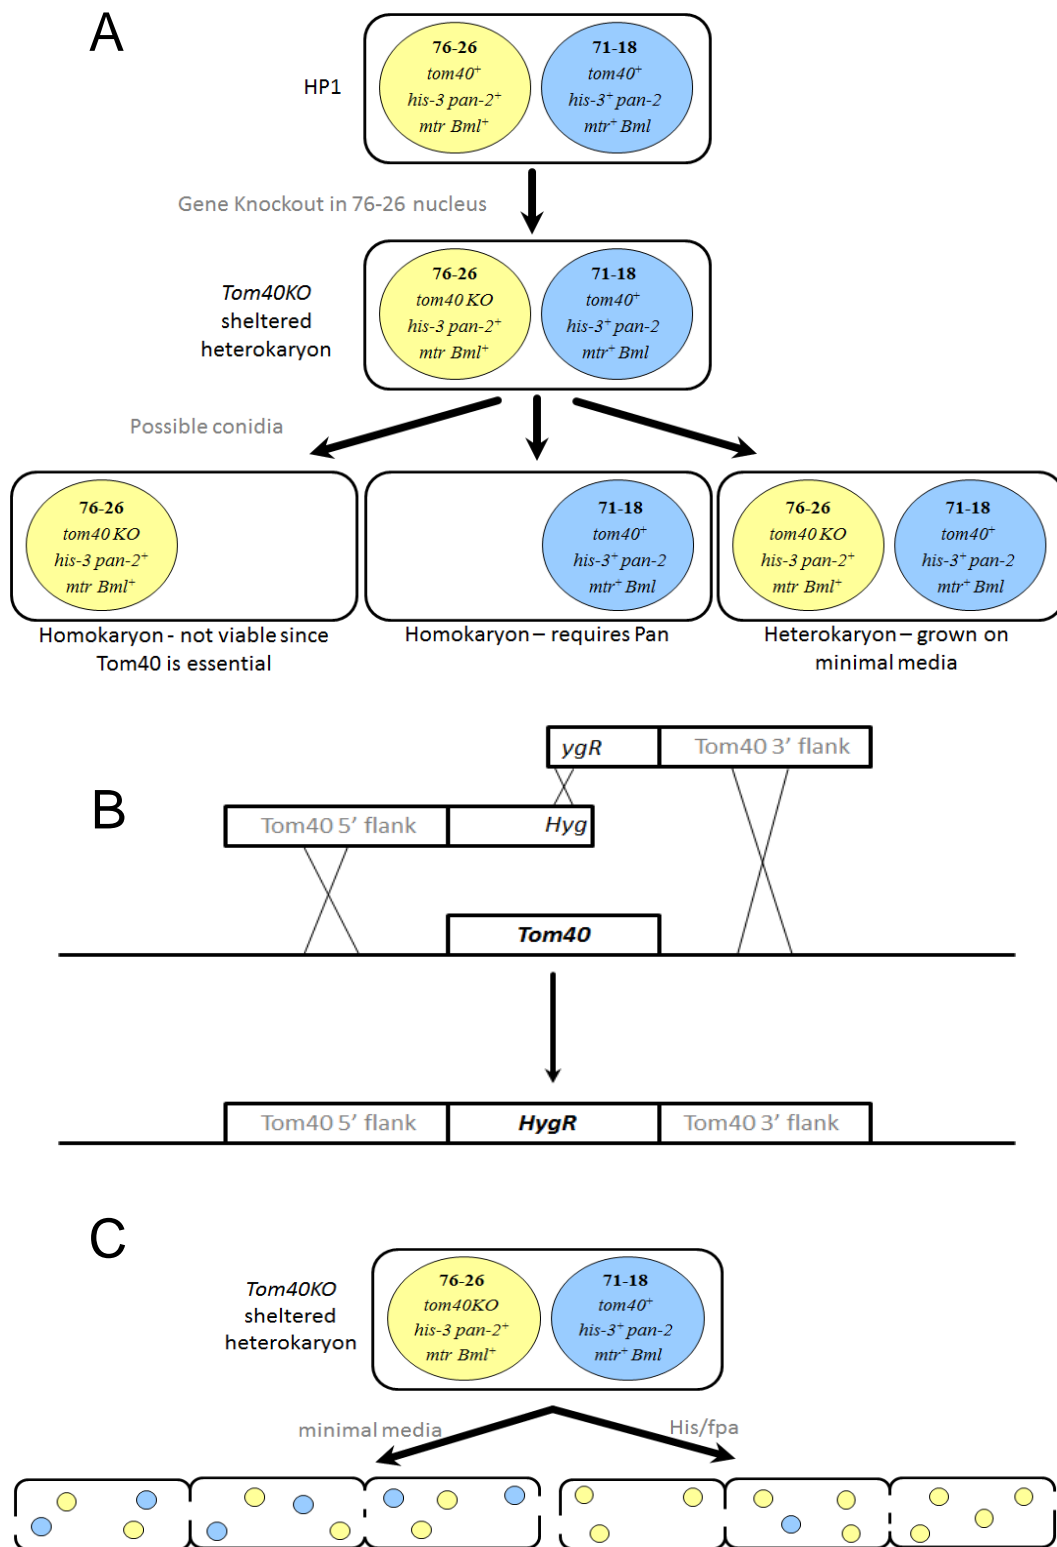 A
HP1
76-26
tom40⁺
his-3 pan-2⁺
mtr Bml⁺
71-18
tom40⁺
his-3⁺ pan-2
mtr⁺ Bml
Gene Knockout in 76-26 nucleus
Tom40KO
sheltered
heterokaryon
76-26
tom40 KO
his-3 pan-2⁺
mtr Bml⁺
71-18
tom40⁺
his-3⁺ pan-2
mtr⁺ Bml
Possible conidia
76-26
tom40 KO
his-3 pan-2⁺
mtr Bml⁺
Homokaryon - not viable since
Tom40 is essential
71-18
tom40⁺
his-3⁺ pan-2
mtr⁺ Bml
Homokaryon – requires Pan
76-26
tom40 KO
his-3 pan-2⁺
mtr Bml⁺
71-18
tom40⁺
his-3⁺ pan-2
mtr⁺ Bml
Heterokaryon – grown on
minimal media
B
ygR
Tom40 3’ flank
Tom40 5’ flank
Hyg
Tom40
Tom40 5’ flank
HygR
Tom40 3’ flank
C
Tom40KO
sheltered
heterokaryon
76-26
tom40KO
his-3 pan-2⁺
mtr Bml⁺
71-18
tom40⁺
his-3⁺ pan-2
mtr⁺ Bml
minimal media
His/fpa